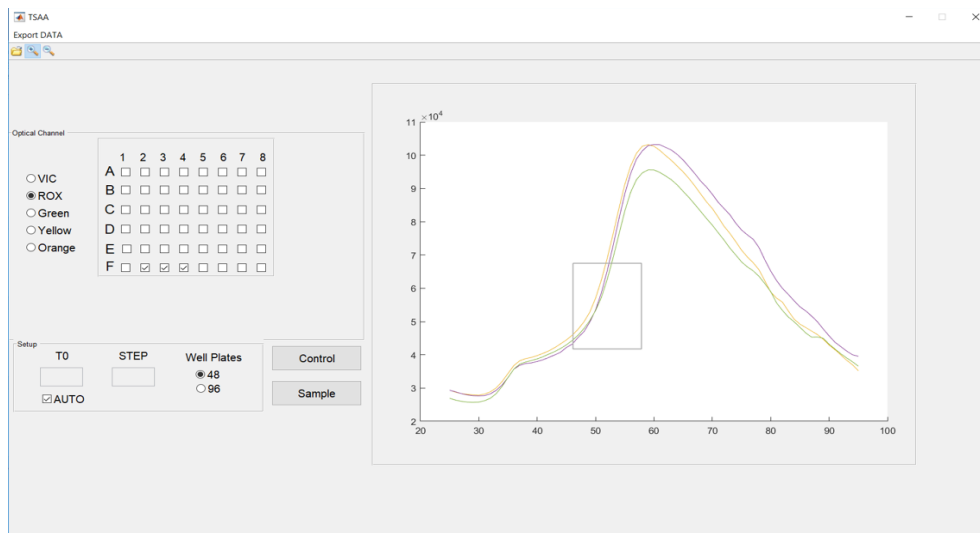 TSAA
Export DATA
Optical Channel
1 2 3 4 5 6 7 8
A
B
C
D
E
F
VIC
ROX
Green
Yellow
Orange
Setup
T0 STEP Well Plates
48
96
AUTO
Control
Sample
×10⁴
11
10
9
8
7
6
5
4
3
2
20 30 40 50 60 70 80 90 100